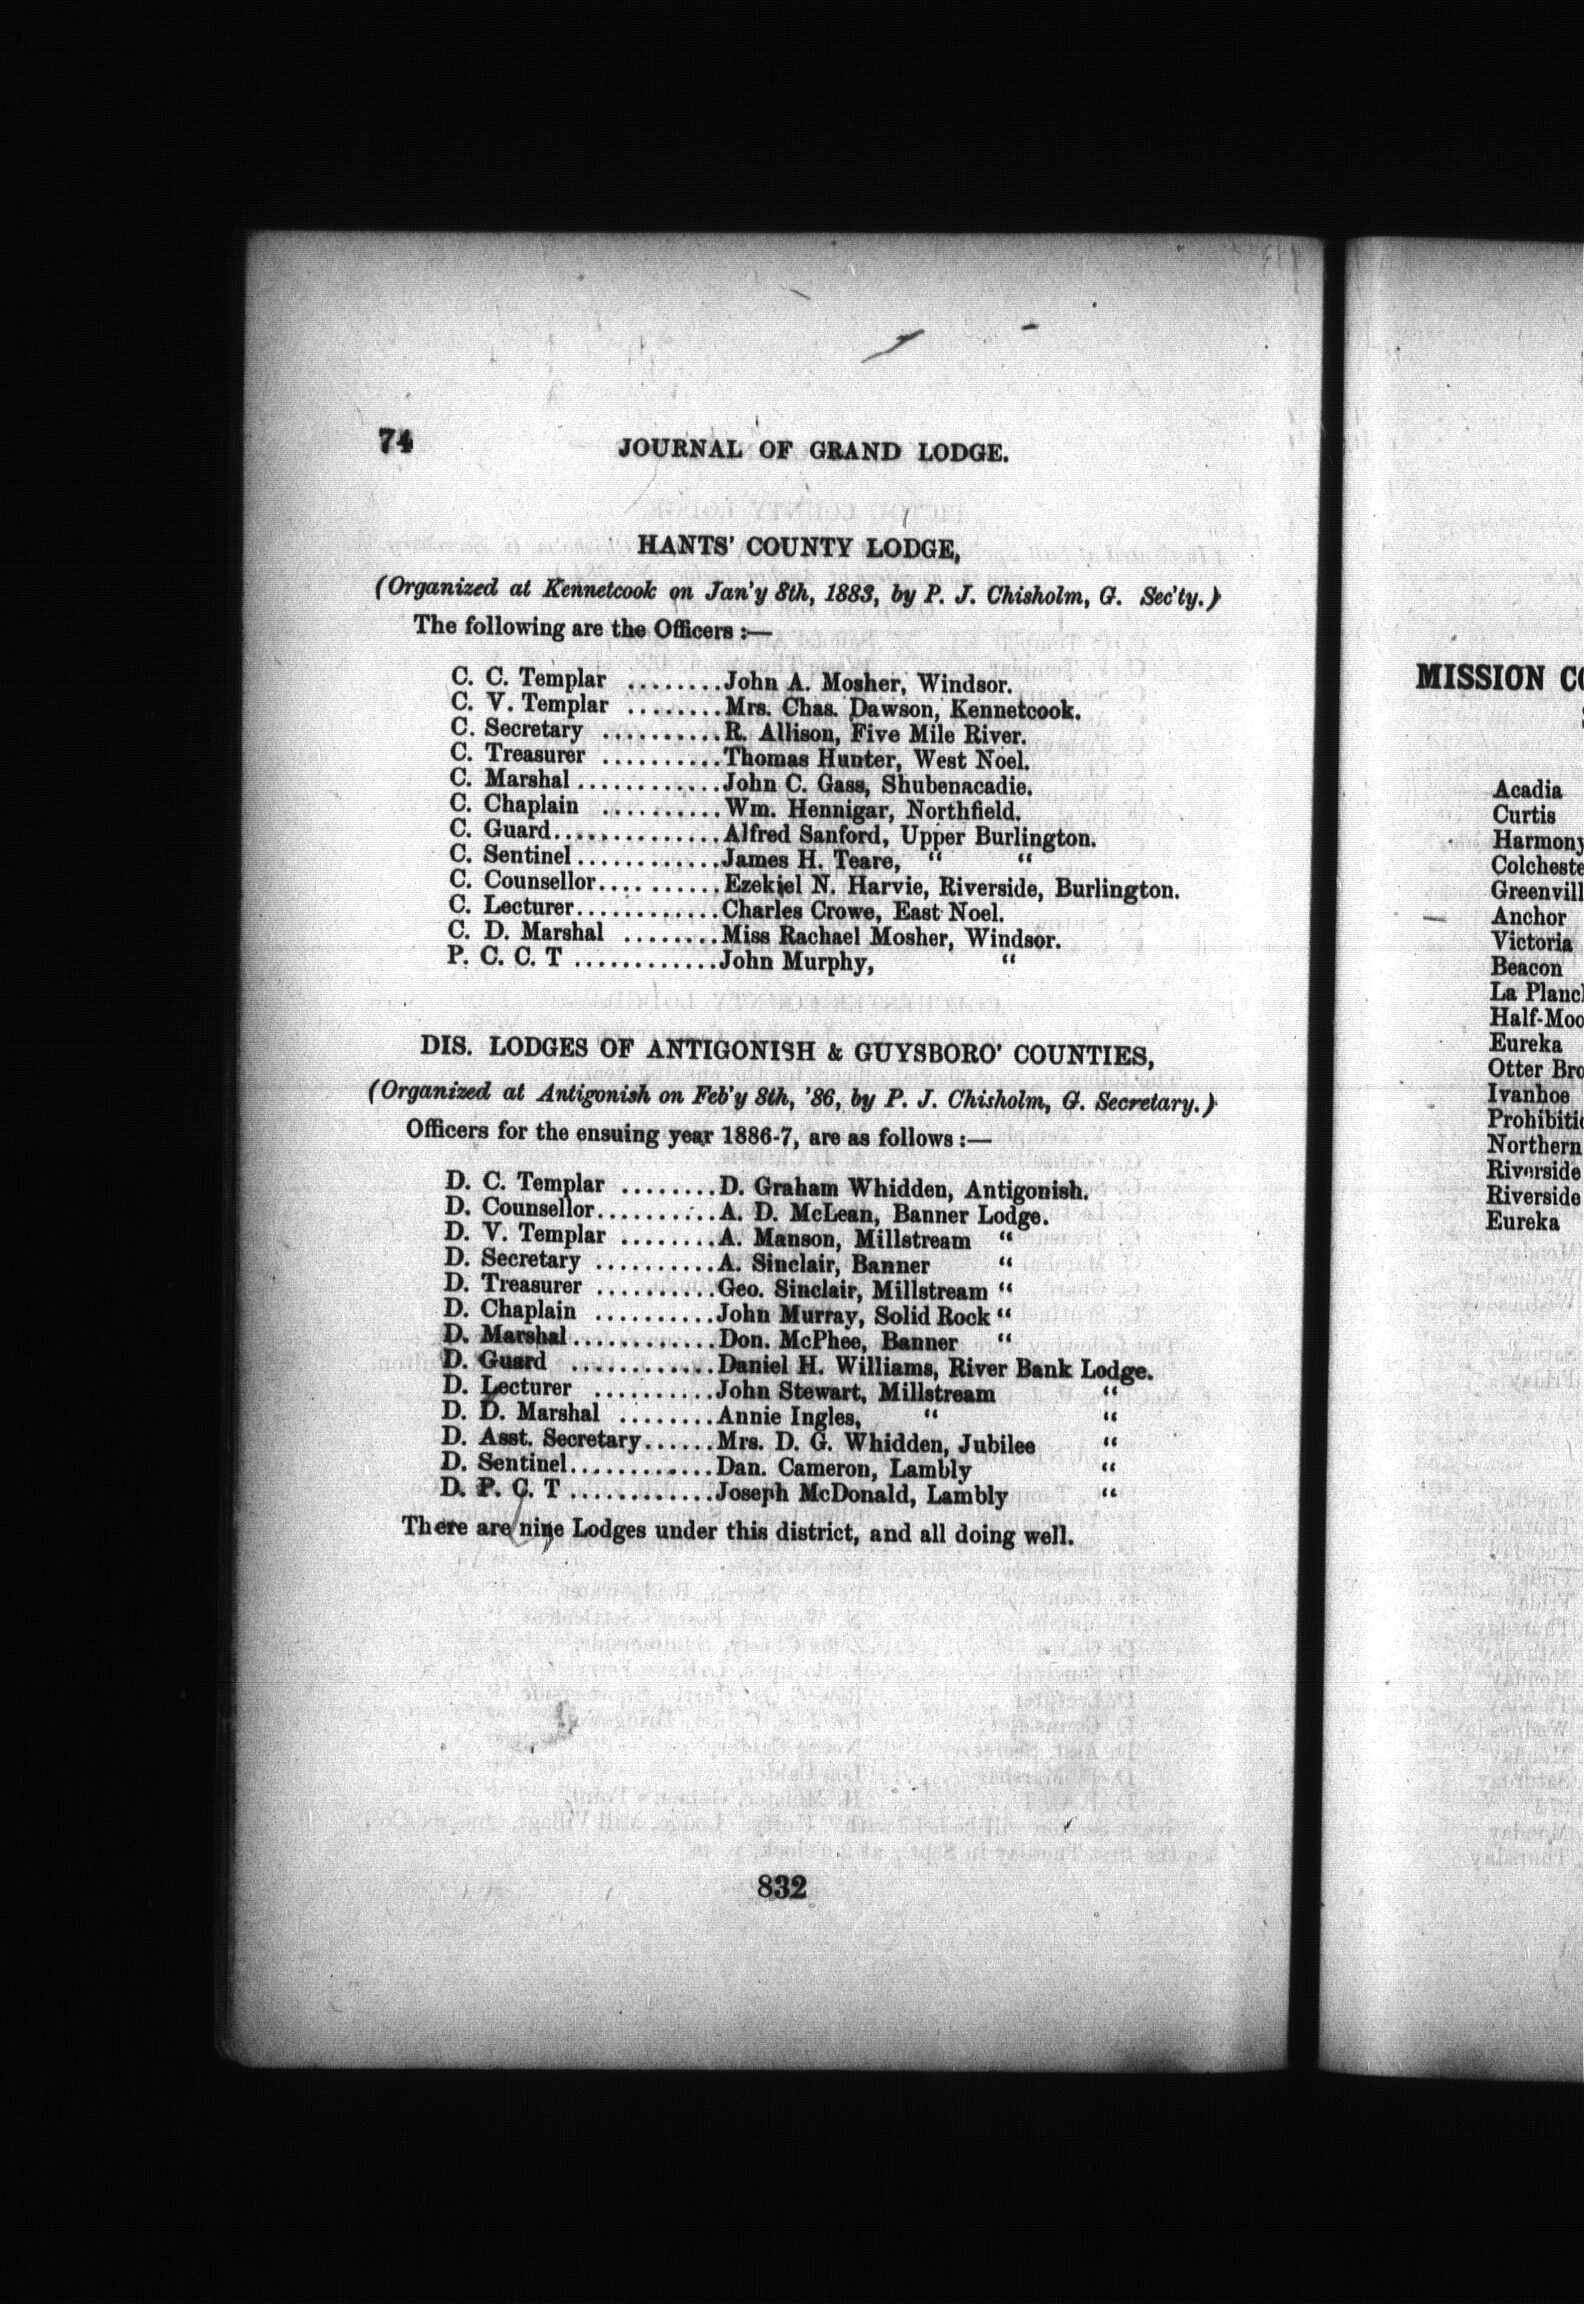 74 JOURNAL OF GRAND LODGE.
HANTS' COUNTY LODGE,
(Organized at Kennetcook on Jan'y 8th, 1883, by P. J. Chisholm, G. Sec'ty.)
The following are the Officers :—
C. C. Templar ........John A. Mosher, Windsor.
C. V. Templar ........Mrs. Chas. Dawson, Kennetcook.
C. Secretary ..........R. Allison, Five Mile River.
C. Treasurer ..........Thomas Hunter, West Noel.
C. Marshal............John C. Gass, Shubenacadie.
C. Chaplain ..........Wm. Hennigar, Northfield.
C. Guard..............Alfred Sanford, Upper Burlington.
C. Sentinel............James H. Teare, “ “
C. Counsellor..........Ezekiel N. Harvie, Riverside, Burlington.
C. Lecturer............Charles Crowe, East Noel.
C. D. Marshal ........Miss Rachael Mosher, Windsor.
P. C. C. T ............John Murphy, “
DIS. LODGES OF ANTIGONISH & GUYSBORO' COUNTIES,
(Organized at Antigonish on Feb'y 8th, '86, by P. J. Chisholm, G. Secretary.)
Officers for the ensuing year 1886-7, are as follows :—
D. C. Templar ........D. Graham Whidden, Antigonish.
D. Counsellor..........A. D. McLean, Banner Lodge.
D. V. Templar ........A. Manson, Millstream “
D. Secretary ..........A. Sinclair, Banner “
D. Treasurer ..........Geo. Sinclair, Millstream “
D. Chaplain ..........John Murray, Solid Rock “
D. Marshal............Don. McPhee, Banner “
D. Guard ............Daniel H. Williams, River Bank Lodge.
D. Lecturer ..........John Stewart, Millstream “
D. D. Marshal ........Annie Ingles, “ “
D. Asst. Secretary......Mrs. D. G. Whidden, Jubilee “
D. Sentinel............Dan. Cameron, Lambly “
D. P. C. T ............Joseph McDonald, Lambly “
There are nine Lodges under this district, and all doing well.
832
MISSION
Acadia
Curtis
Harmony
Colcheste
Greenvill
Anchor
Victoria
Beacon
La Planc
Half-Moo
Eureka
Otter Bro
Ivanhoe
Prohibitio
Northern
Riverside
Riverside
Eureka